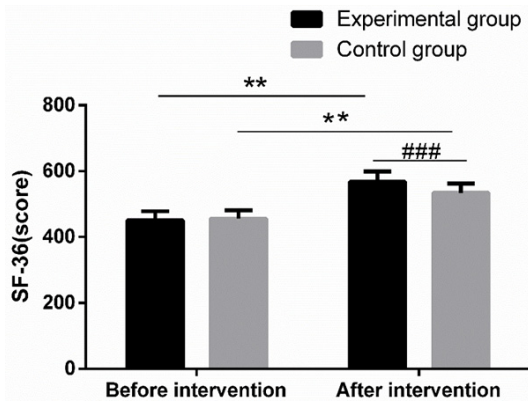 Experimental group
Control group
**
**
###
SF-36(score)
800
600
400
200
0
Before intervention
After intervention